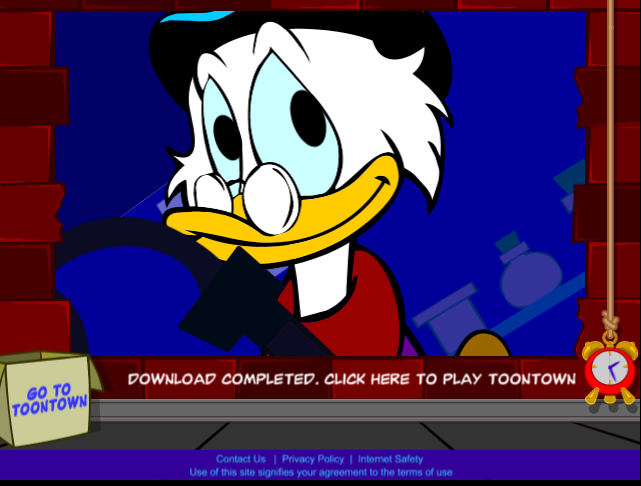 GO TO
TOONTOWN
DOWNLOAD COMPLETED. CLICK HERE TO PLAY TOONTOWN
Contact Us | Privacy Policy | Internet Safety
Use of this site signifies your agreement to the terms of use